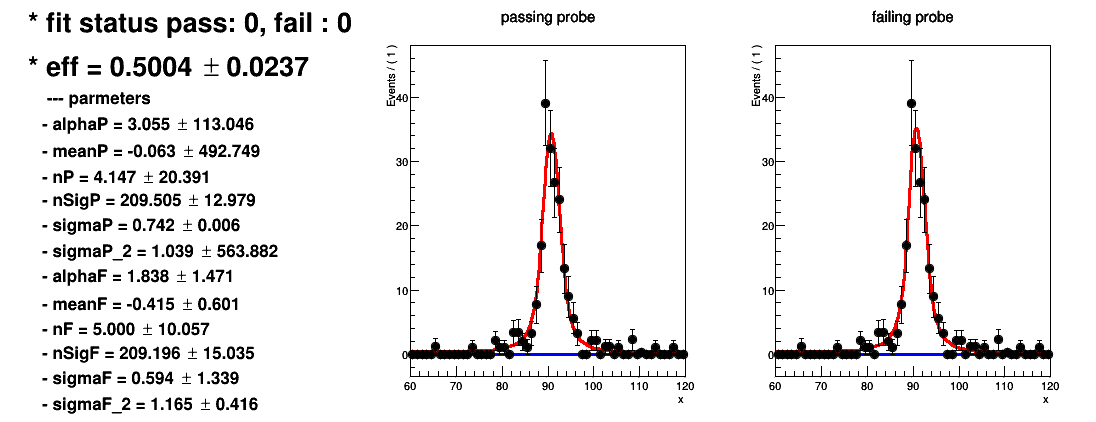 * fit status pass: 0, fail : 0
* eff = 0.5004 ± 0.0237
--- parmeters
- alphaP = 3.055 ± 113.046
- meanP = -0.063 ± 492.749
- nP = 4.147 ± 20.391
- nSigP = 209.505 ± 12.979
- sigmaP = 0.742 ± 0.006
- sigmaP_2 = 1.039 ± 563.882
- alphaF = 1.838 ± 1.471
- meanF = -0.415 ± 0.601
- nF = 5.000 ± 10.057
- nSigF = 209.196 ± 15.035
- sigmaF = 0.594 ± 1.339
- sigmaF_2 = 1.165 ± 0.416
passing probe
Events / ( 1 )
40
30
20
10
0
60 70 80 90 100 110 120
x
failing probe
Events / ( 1 )
40
30
20
10
0
60 70 80 90 100 110 120
x